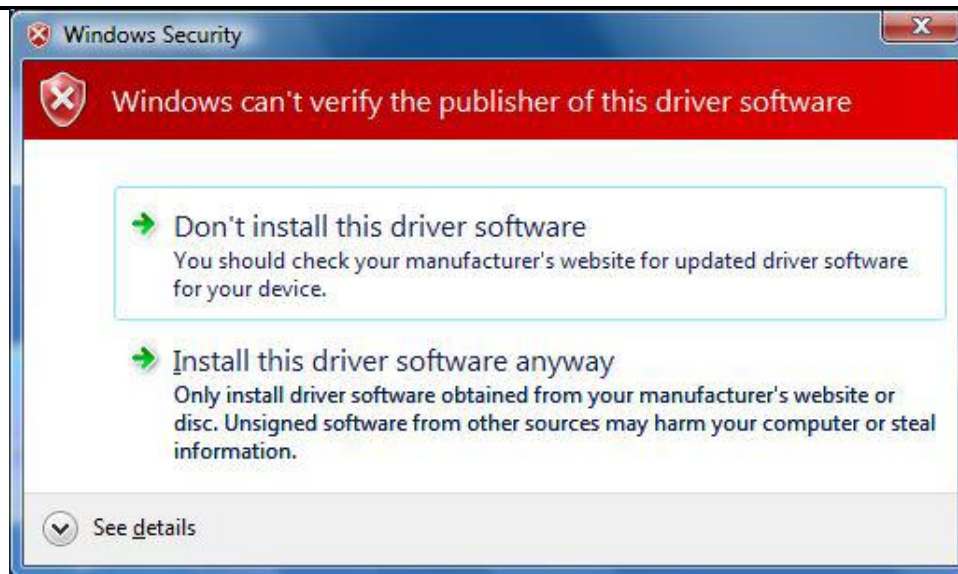 Windows Security
Windows can't verify the publisher of this driver software
Don't install this driver software
You should check your manufacturer's website for updated driver software
for your device.
Install this driver software anyway
Only install driver software obtained from your manufacturer's website or
disc. Unsigned software from other sources may harm your computer or steal
information.
See details